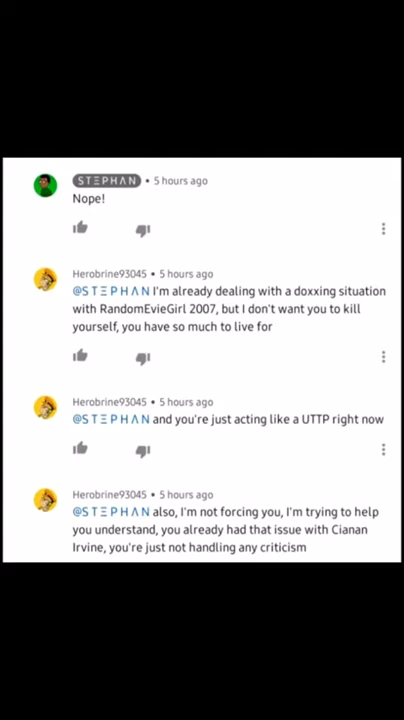 STΞPHΛN • 5 hours ago
Nope!
Herobrine93045 • 5 hours ago
@S T Ξ P H Λ N I'm already dealing with a doxxing situation
with RandomEvieGirl 2007, but I don't want you to kill
yourself, you have so much to live for
Herobrine93045 • 5 hours ago
@S T Ξ P H Λ N and you're just acting like a UTTP right now
Herobrine93045 • 5 hours ago
@S T Ξ P H Λ N also, I'm not forcing you, I'm trying to help
you understand, you already had that issue with Cianan
Irvine, you're just not handling any criticism